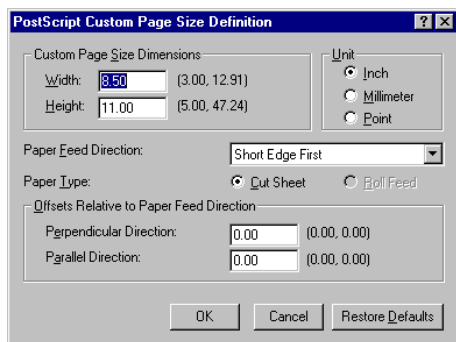 PostScript Custom Page Size Definition
Custom Page Size Dimensions
Width: 8.50 (3.00, 12.91)
Height: 11.00 (5.00, 47.24)
Unit
Inch
Millimeter
Point
Paper Feed Direction: Short Edge First
Paper Type: Cut Sheet Roll Feed
Offsets Relative to Paper Feed Direction
Perpendicular Direction: 0.00 (0.00, 0.00)
Parallel Direction: 0.00 (0.00, 0.00)
OK Cancel Restore Defaults